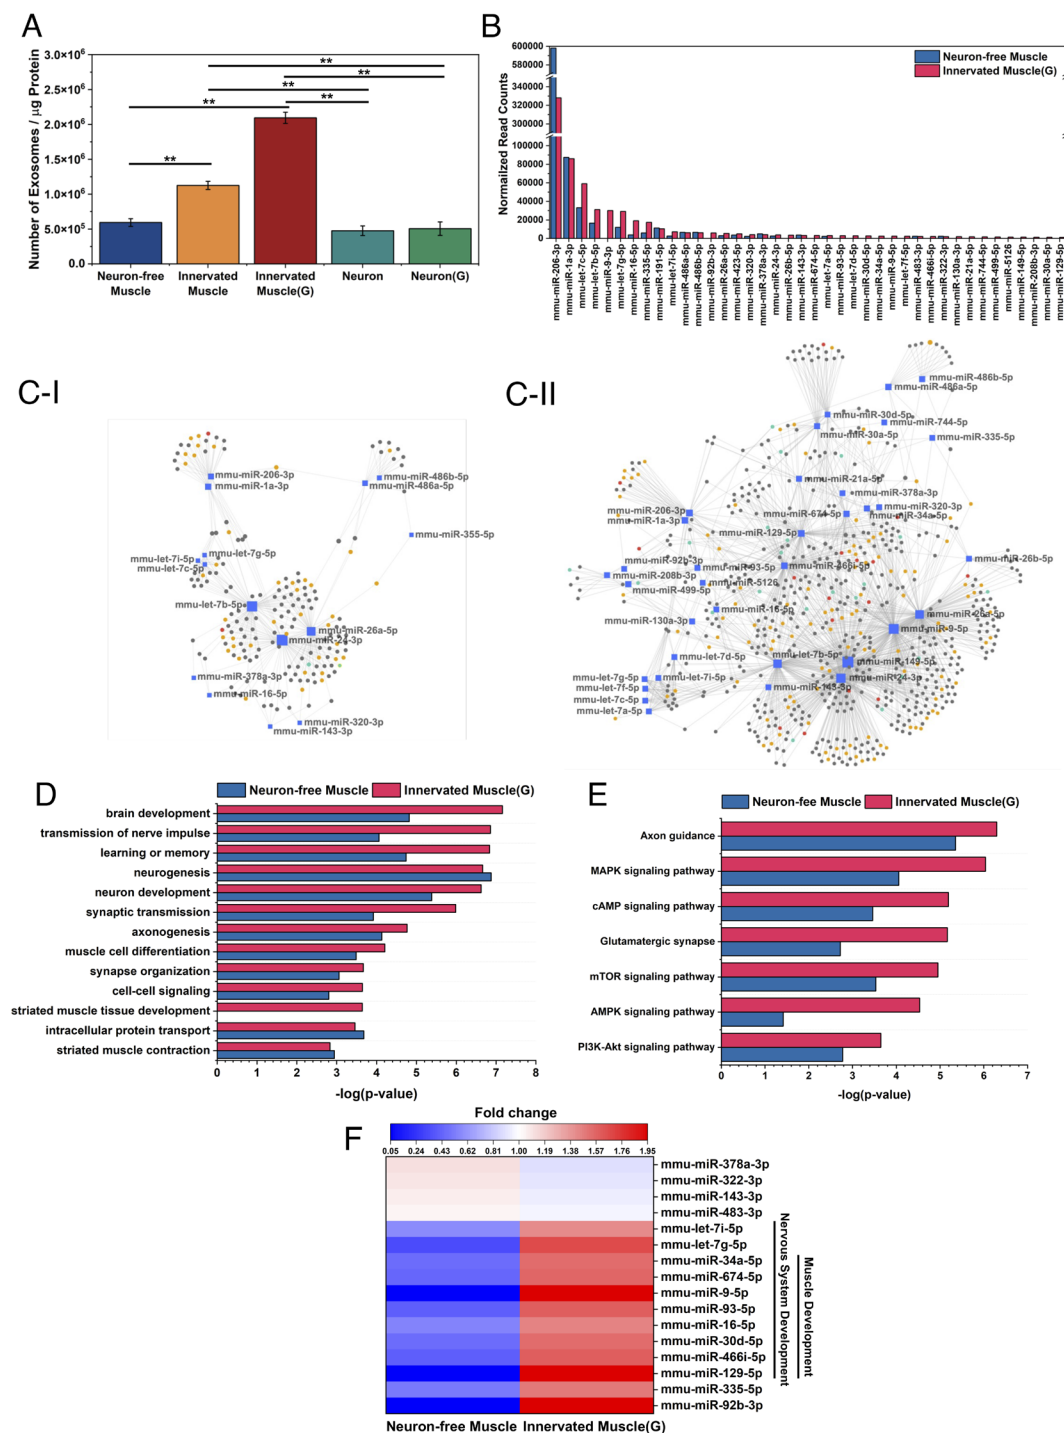 A
Number of Exosomes / μg Protein
3.0×10⁶
2.5×10⁶
2.0×10⁶
1.5×10⁶
1.0×10⁶
5.0×10⁵
0.0
**
**
**
**
**
**
Neuron-free Muscle
Innervated Muscle
Innervated Muscle(G)
Neuron
Neuron(G)
B
Normailzed Read Counts
600000
580000
340000
320000
300000
100000
80000
60000
40000
20000
0
Neuron-free Muscle
Innervated Muscle(G)
mmu-miR-206-3p
mmu-miR-1a-3p
mmu-let-7c-5p
mmu-let-7b-5p
mmu-miR-9-3p
mmu-let-7g-5p
mmu-miR-16-5p
mmu-miR-335-5p
mmu-miR-191-5p
mmu-let-7i-5p
mmu-miR-486a-5p
mmu-miR-486b-5p
mmu-miR-92b-3p
mmu-miR-26a-5p
mmu-miR-423-5p
mmu-miR-320-3p
mmu-miR-378a-3p
mmu-miR-24-3p
mmu-miR-26b-5p
mmu-miR-143-3p
mmu-miR-674-5p
mmu-let-7a-5p
mmu-miR-93-5p
mmu-let-7d-5p
mmu-miR-30d-5p
mmu-miR-34a-5p
mmu-miR-9-5p
mmu-let-7f-5p
mmu-miR-483-3p
mmu-miR-466i-5p
mmu-miR-322-3p
mmu-miR-130a-3p
mmu-miR-21a-5p
mmu-miR-744-5p
mmu-miR-499-5p
mmu-miR-5126
mmu-miR-149-5p
mmu-miR-208b-3p
mmu-miR-30a-5p
mmu-miR-129-5p
C-I
mmu-miR-206-3p
mmu-miR-1a-3p
mmu-miR-486b-5p
mmu-miR-486a-5p
mmu-miR-355-5p
mmu-let-7g-5p
mmu-let-7i-5p
mmu-let-7c-5p
mmu-let-7b-5p
mmu-miR-26a-5p
mmu-miR-24-3p
mmu-miR-378a-3p
mmu-miR-16-5p
mmu-miR-320-3p
mmu-miR-143-3p
C-II
mmu-miR-486b-5p
mmu-miR-486a-5p
mmu-miR-30d-5p
mmu-miR-744-5p
mmu-miR-30a-5p
mmu-miR-335-5p
mmu-miR-21a-5p
mmu-miR-378a-3p
mmu-miR-206-3p
mmu-miR-674-5p
mmu-miR-320-3p
mmu-miR-34a-5p
mmu-miR-1a-3p
mmu-miR-129-5p
mmu-miR-92b-3p
mmu-miR-93-5p
mmu-miR-466i-5p
mmu-miR-26b-5p
mmu-miR-208b-3p
mmu-miR-5126
mmu-miR-499-5p
mmu-miR-16-5p
mmu-miR-26a-5p
mmu-miR-130a-3p
mmu-miR-9-5p
mmu-let-7d-5p
mmu-let-7b-5p
mmu-miR-149-5p
mmu-let-7g-5p
mmu-let-7i-5p
mmu-miR-24-3p
mmu-let-7f-5p
mmu-miR-143-3p
mmu-let-7c-5p
mmu-let-7a-5p
D
Neuron-free Muscle
Innervated Muscle(G)
brain development
transmission of nerve impulse
learning or memory
neurogenesis
neuron development
synaptic transmission
axonogenesis
muscle cell differentiation
synapse organization
cell-cell signaling
striated muscle tissue development
intracellular protein transport
striated muscle contraction
0 1 2 3 4 5 6 7 8
-log(p-value)
E
Neuron-fee Muscle
Innervated Muscle(G)
Axon guidance
MAPK signaling pathway
cAMP signaling pathway
Glutamatergic synapse
mTOR signaling pathway
AMPK signaling pathway
PI3K-Akt signaling pathway
0 1 2 3 4 5 6 7
-log(p-value)
F
Fold change
0.05 0.24 0.43 0.62 0.81 1.00 1.19 1.38 1.57 1.76 1.95
mmu-miR-378a-3p
mmu-miR-322-3p
mmu-miR-143-3p
mmu-miR-483-3p
mmu-let-7i-5p
mmu-let-7g-5p
mmu-miR-34a-5p
mmu-miR-674-5p
mmu-miR-9-5p
mmu-miR-93-5p
mmu-miR-16-5p
mmu-miR-30d-5p
mmu-miR-466i-5p
mmu-miR-129-5p
mmu-miR-335-5p
mmu-miR-92b-3p
Nervous System Development
Muscle Development
Neuron-free Muscle
Innervated Muscle(G)